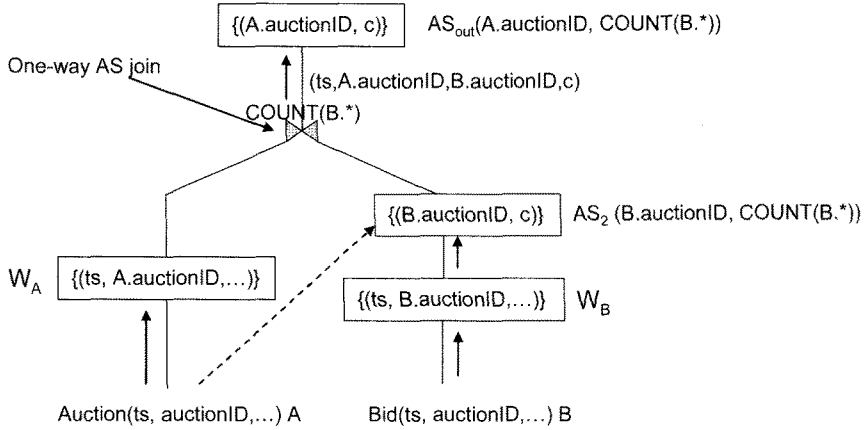 {(A.auctionID, c)} AS_out(A.auctionID, COUNT(B.*))
One-way AS join
(ts,A.auctionID,B.auctionID,c)
COUNT(B.*)
{(B.auctionID, c)} AS_2 (B.auctionID, COUNT(B.*))
W_A {(ts, A.auctionID,...)}
{(ts, B.auctionID,...)} W_B
Auction(ts, auctionID,...) A Bid(ts, auctionID,...) B